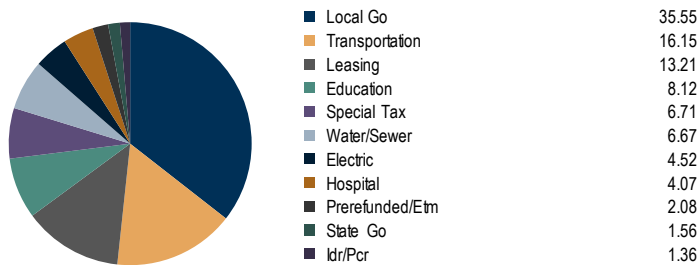 Local Go 35.55
Transportation 16.15
Leasing 13.21
Education 8.12
Special Tax 6.71
Water/Sewer 6.67
Electric 4.52
Hospital 4.07
Prerefunded/Etm 2.08
State Go 1.56
Idr/Pcr 1.36